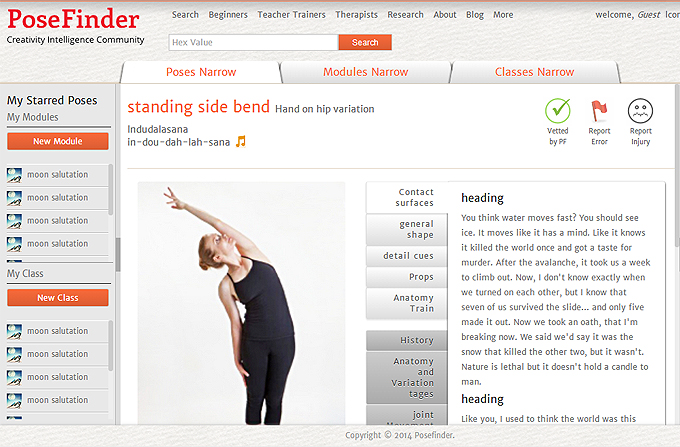 PoseFinder
Creativity Intelligence Community
Search Beginners Teacher Trainers Therapists Research About Blog More
welcome, Guest
Hex Value
Search
Poses Narrow
Modules Narrow
Classes Narrow
My Starred Poses
My Modules
New Module
moon salutation
moon salutation
moon salutation
moon salutation
My Class
New Class
moon salutation
moon salutation
moon salutation
moon salutation
standing side bend Hand on hip variation
Indudalasana
in-dou-dah-lah-sana
Vetted
by PF
Report
Error
Report
Injury
Contact
surfaces
general
shape
detail cues
Props
Anatomy
Train
History
Anatomy
and
Variation
tages
joint
Movement
heading
You think water moves fast? You should see
ice. It moves like it has a mind. Like it knows
it killed the world once and got a taste for
murder. After the avalanche, it took us a week
to climb out. Now, I don't know exactly when
we turned on each other, but I know that
seven of us survived the slide... and only five
made it out. Now we took an oath, that I'm
breaking now. We said we'd say it was the
snow that killed the other two, but it wasn't.
Nature is lethal but it doesn't hold a candle to
man.
heading
Like you, I used to think the world was this
Copyright © 2014 Posefinder.